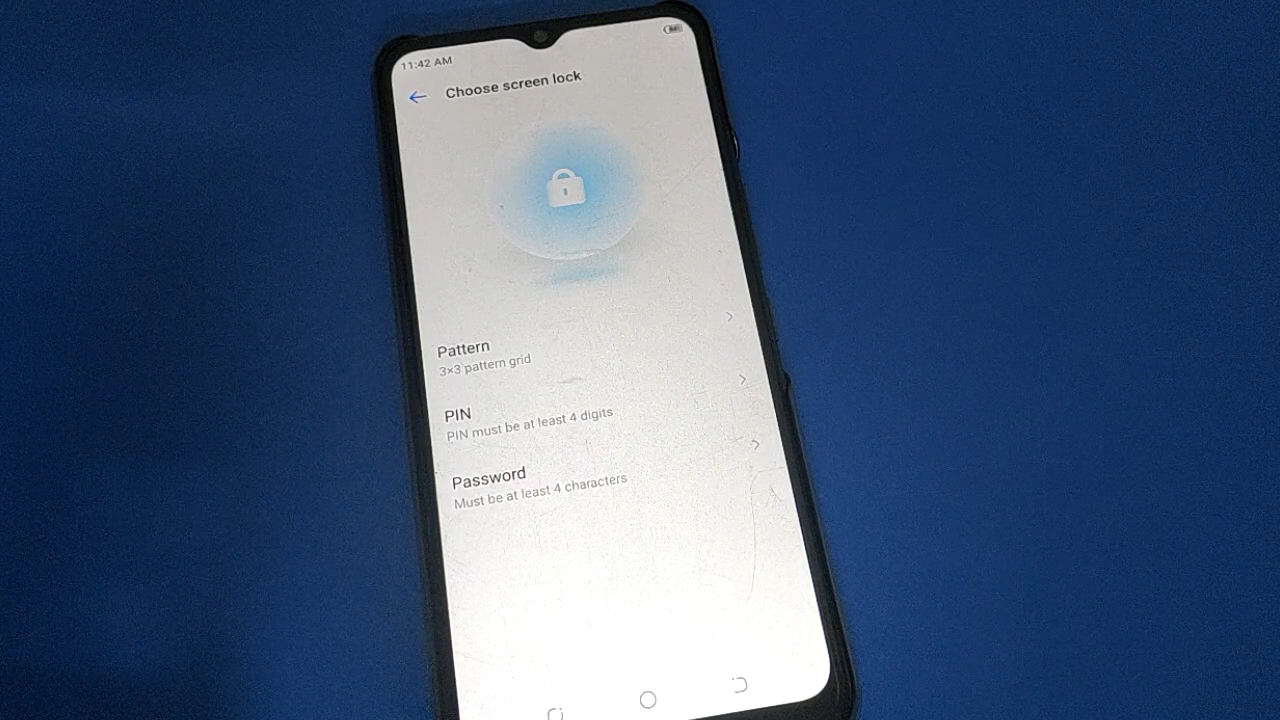 11:42 AM
Choose screen lock
Pattern
3×3 pattern grid
PIN
PIN must be at least 4 digits
Password
Must be at least 4 characters